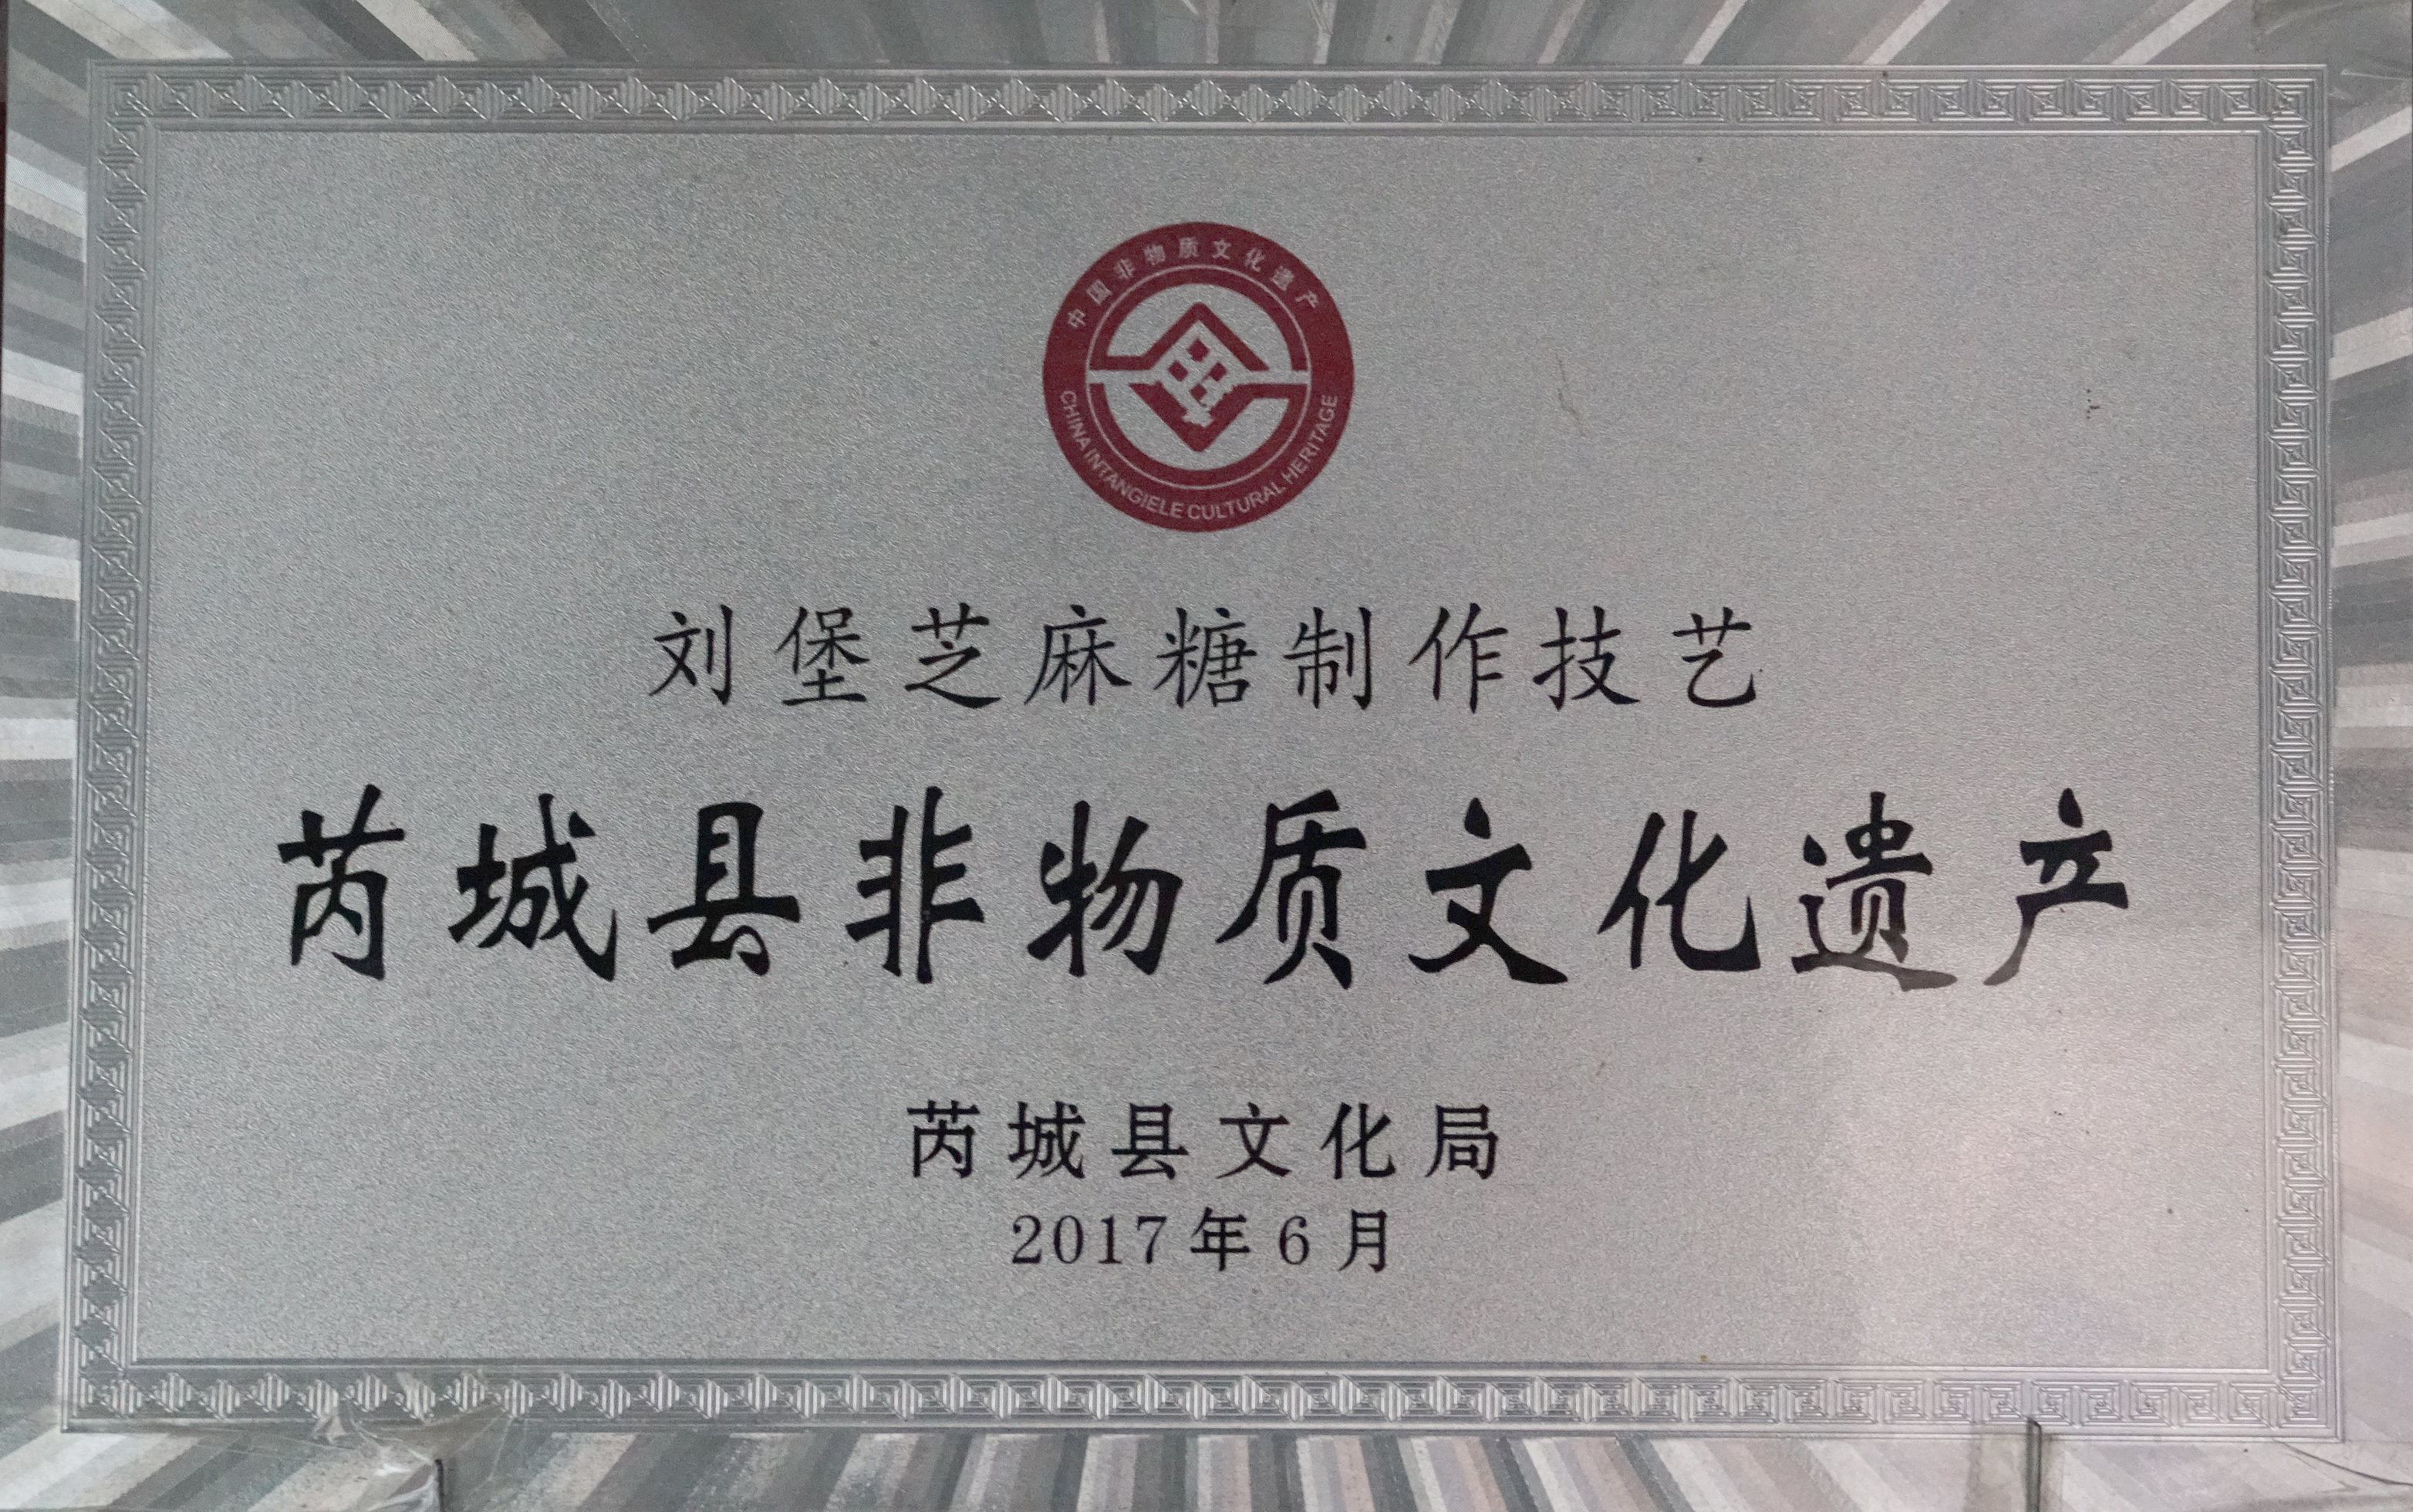 中国非物质文化遗产
CHINA INTANGIELE CULTURAL HERITAGE
刘堡芝麻糖制作技艺
芮城县非物质文化遗产
芮城县文化局
2017年6月